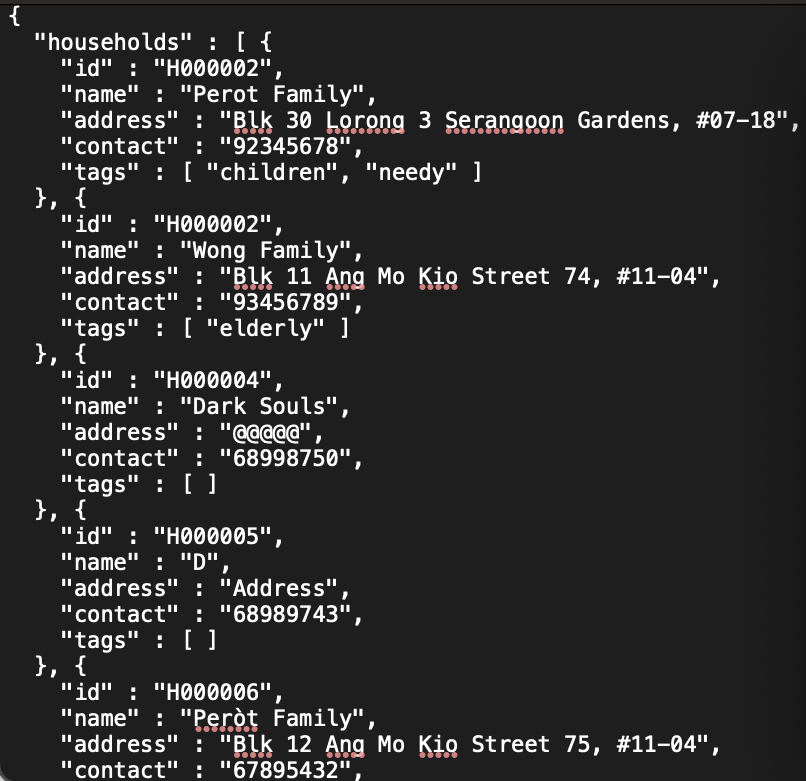 {
"households" : [ {
"id" : "H000002",
"name" : "Perot Family",
"address" : "Blk 30 Lorong 3 Serangoon Gardens, #07-18",
"contact" : "92345678",
"tags" : [ "children", "needy" ]
}, {
"id" : "H000002",
"name" : "Wong Family",
"address" : "Blk 11 Ang Mo Kio Street 74, #11-04",
"contact" : "93456789",
"tags" : [ "elderly" ]
}, {
"id" : "H000004",
"name" : "Dark Souls",
"address" : "@@@@@",
"contact" : "68998750",
"tags" : [ ]
}, {
"id" : "H000005",
"name" : "D",
"address" : "Address",
"contact" : "68989743",
"tags" : [ ]
}, {
"id" : "H000006",
"name" : "Peròt Family",
"address" : "Blk 12 Ang Mo Kio Street 75, #11-04",
"contact" : "67895432",